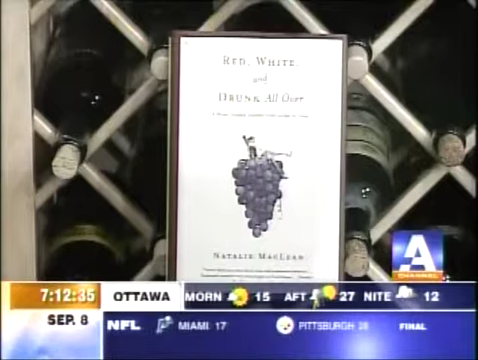 RED, WHITE,
and
DRUNK All Over
NATALIE MACLEAN
A
CHANNEL
7:12:35
OTTAWA
MORN 15 AFT 27 NITE 12
SEP. 8
NFL MIAMI 17 PITTSBURGH 28 FINAL